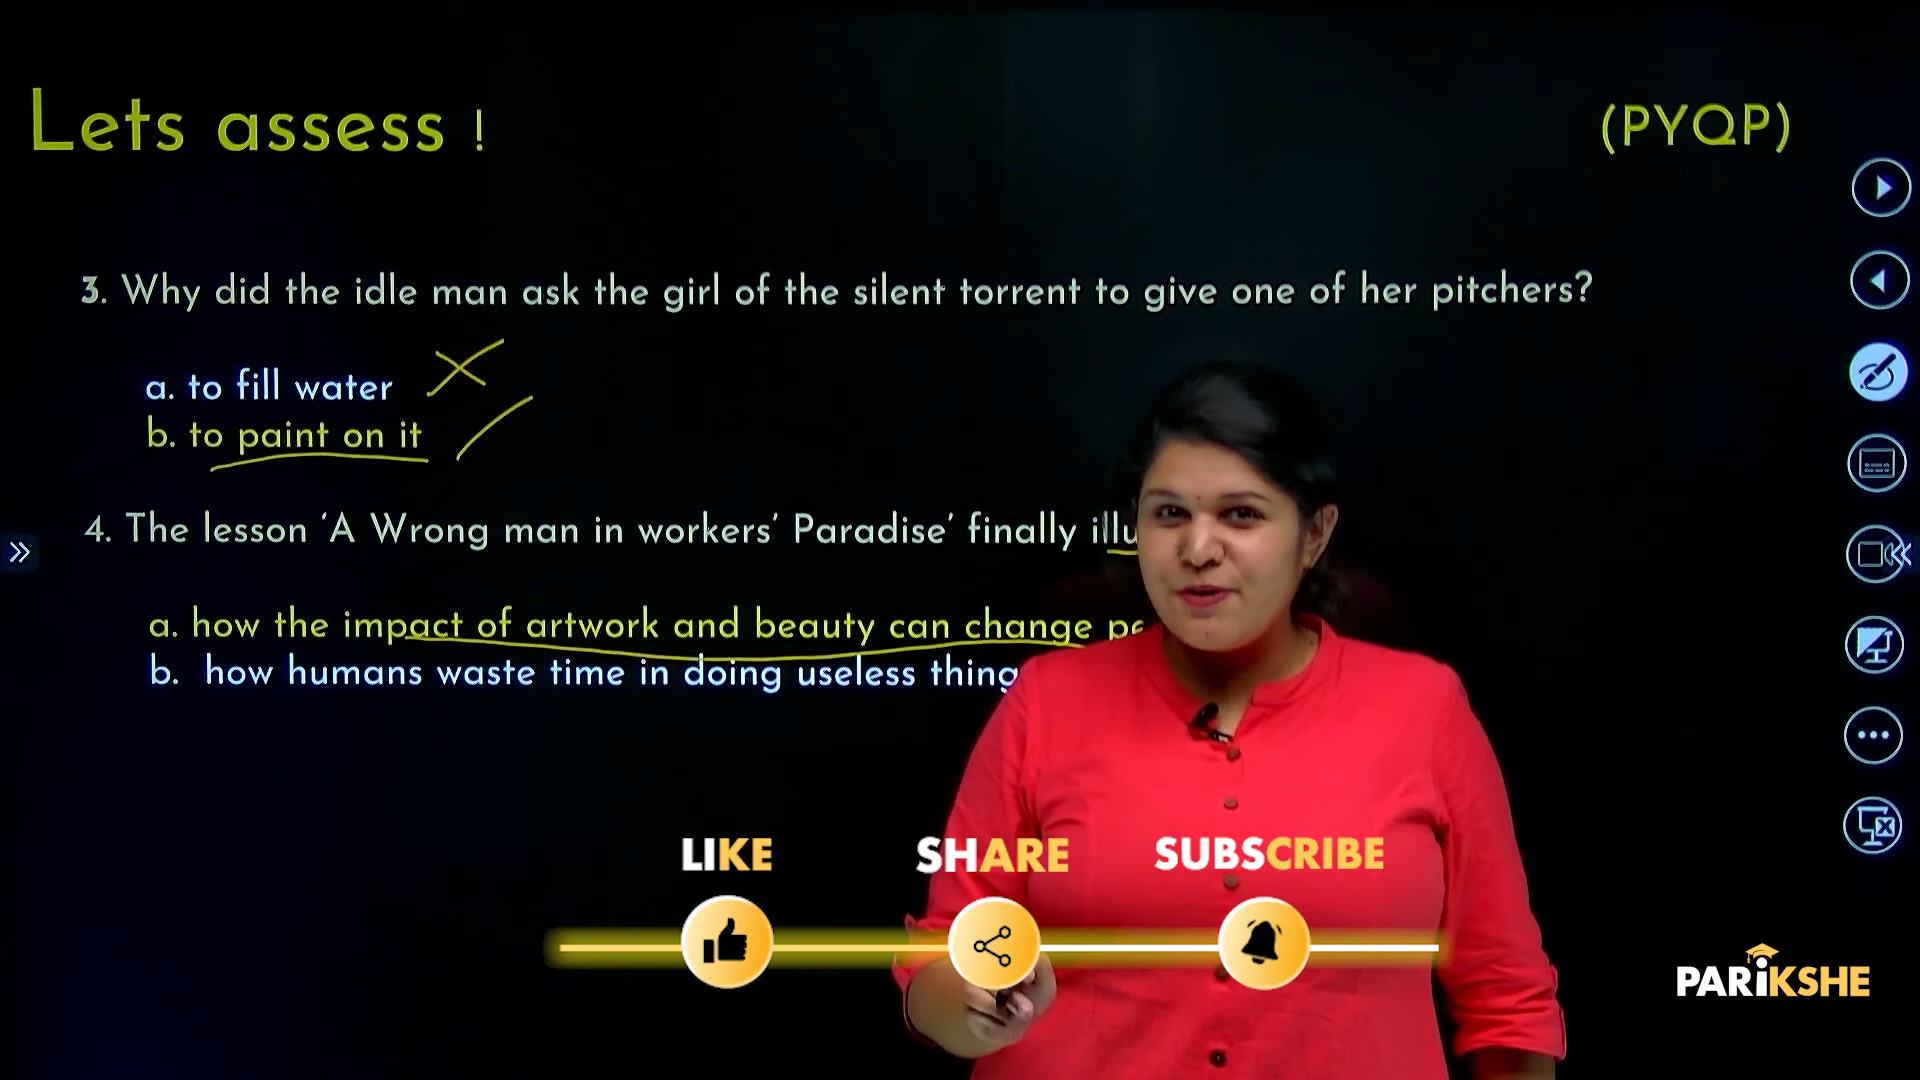 Lets assess !
(PYQP)
3. Why did the idle man ask the girl of the silent torrent to give one of her pitchers?
a. to fill water
b. to paint on it
4. The lesson ‘A Wrong man in workers’ Paradise’ finally
a. how the impact of artwork and beauty can change
b. how humans waste time in doing useless thing
LIKE
SHARE
SUBSCRIBE
PARiKSHE